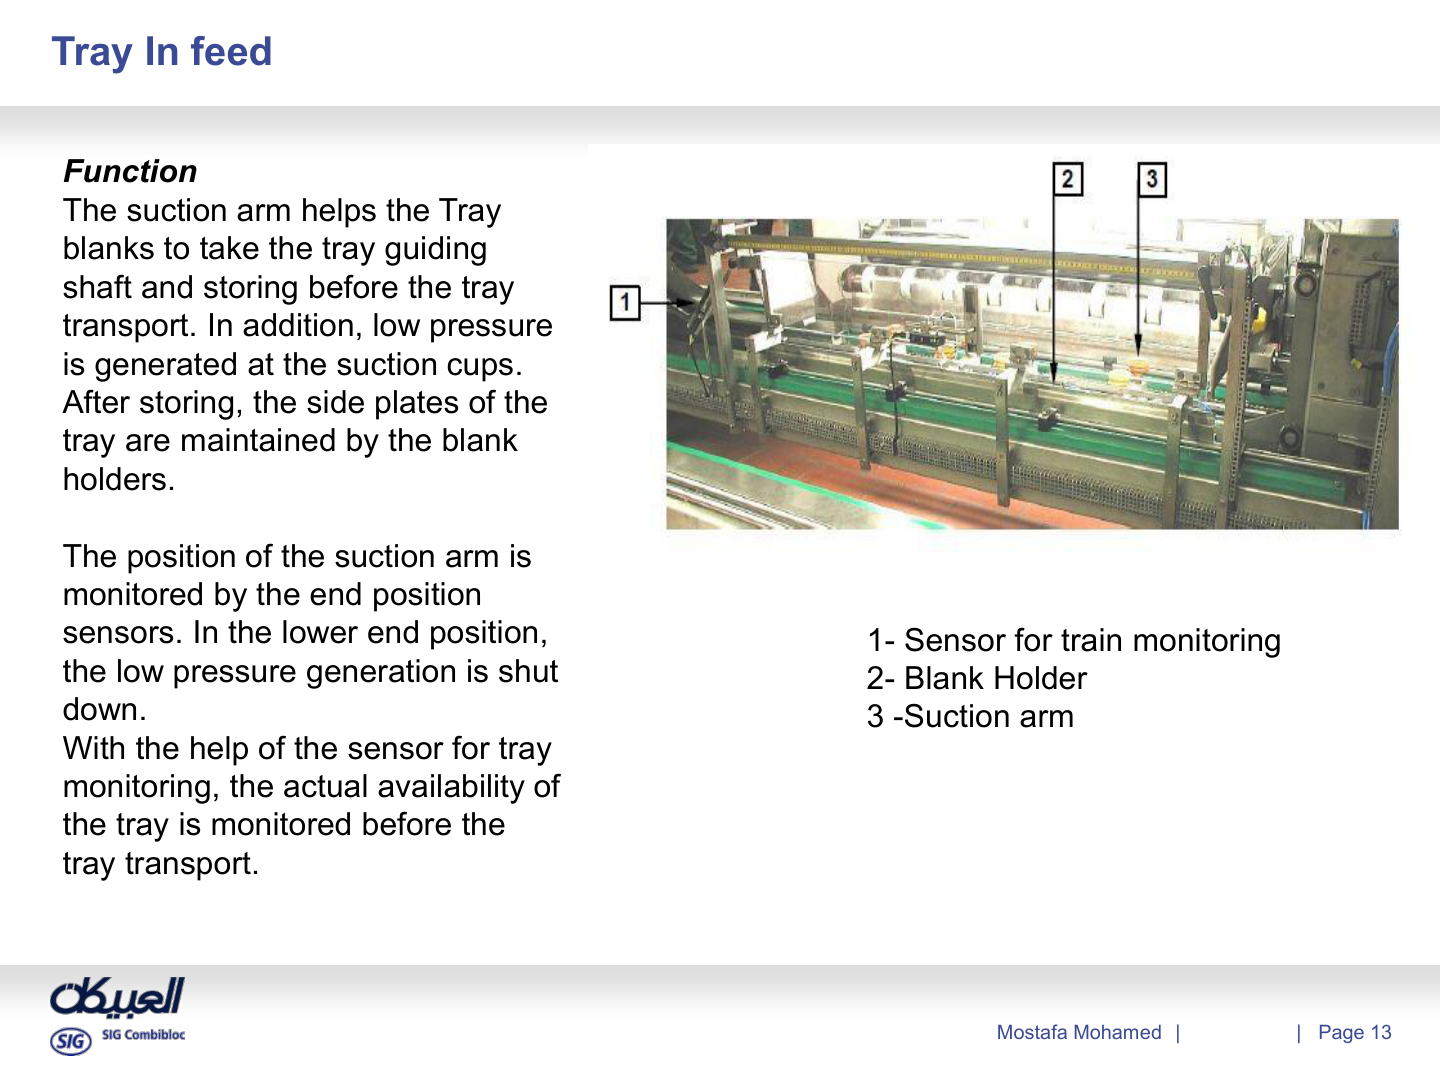 Tray In feed
Function
The suction arm helps the Tray
blanks to take the tray guiding
shaft and storing before the tray
transport. In addition, low pressure
is generated at the suction cups.
After storing, the side plates of the
tray are maintained by the blank
holders.
The position of the suction arm is
monitored by the end position
sensors. In the lower end position,
the low pressure generation is shut
down.
With the help of the sensor for tray
monitoring, the actual availability of
the tray is monitored before the
tray transport.
2
3
1
1- Sensor for train monitoring
2- Blank Holder
3 -Suction arm
العبيكان
SIG SIG Combibloc
Mostafa Mohamed | | Page 13